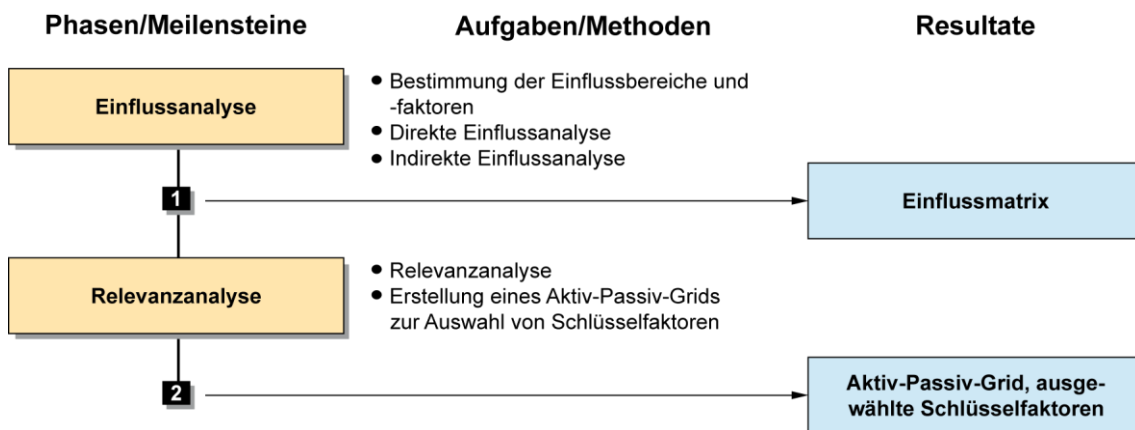 Phasen/Meilensteine
Aufgaben/Methoden
Resultate
Einflussanalyse
• Bestimmung der Einflussbereiche und
-faktoren
• Direkte Einflussanalyse
• Indirekte Einflussanalyse
1
Einflussmatrix
Relevanzanalyse
• Relevanzanalyse
• Erstellung eines Aktiv-Passiv-Grids
zur Auswahl von Schlüsselfaktoren
2
Aktiv-Passiv-Grid, ausge-
wählte Schlüsselfaktoren